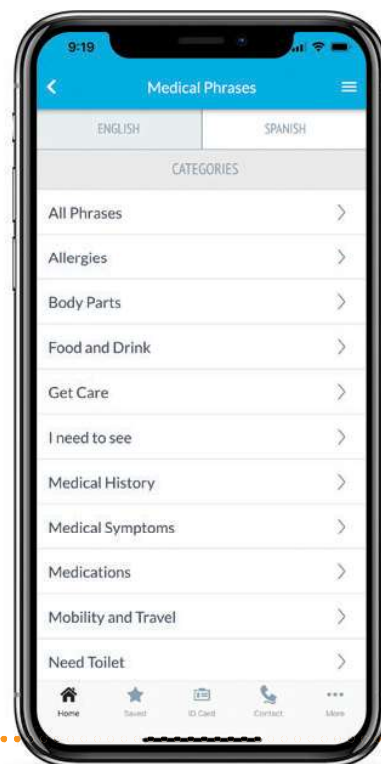 9:19
Medical Phrases
ENGLISH SPANISH
CATEGORIES
All Phrases
Allergies
Body Parts
Food and Drink
Get Care
I need to see
Medical History
Medical Symptoms
Medications
Mobility and Travel
Need Toilet
Home Saved ID Card Contact More